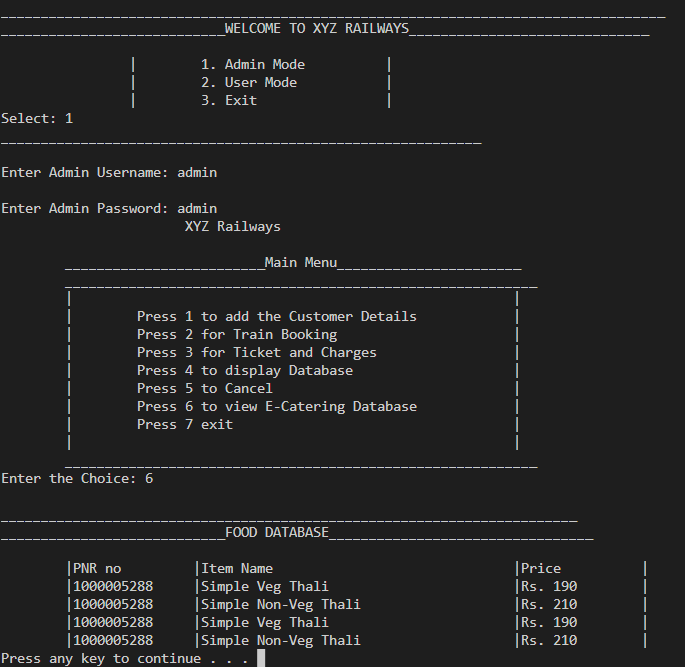 WELCOME TO XYZ RAILWAYS
| 1. Admin Mode |
| 2. User Mode |
| 3. Exit |
Select: 1
Enter Admin Username: admin
Enter Admin Password: admin
XYZ Railways
Main Menu
Press 1 to add the Customer Details
Press 2 for Train Booking
Press 3 for Ticket and Charges
Press 4 to display Database
Press 5 to Cancel
Press 6 to view E-Catering Database
Press 7 exit
Enter the Choice: 6
FOOD DATABASE
|PNR no |Item Name |Price |
|1000005288 |Simple Veg Thali |Rs. 190 |
|1000005288 |Simple Non-Veg Thali |Rs. 210 |
|1000005288 |Simple Veg Thali |Rs. 190 |
|1000005288 |Simple Non-Veg Thali |Rs. 210 |
Press any key to continue . . .